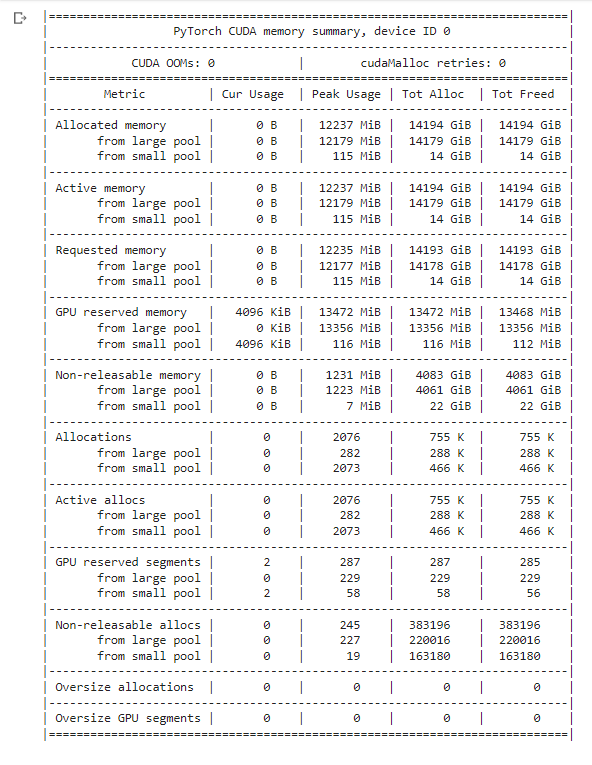 |===========================================================================|
|                  PyTorch CUDA memory summary, device ID 0                 |
|---------------------------------------------------------------------------|
|            CUDA OOMs: 0            |        cudaMalloc retries: 0         |
|===========================================================================|
|        Metric         | Cur Usage  | Peak Usage | Tot Alloc  | Tot Freed  |
|---------------------------------------------------------------------------|
| Allocated memory      |      0 B   |  12237 MiB |  14194 GiB |  14194 GiB |
|       from large pool |      0 B   |  12179 MiB |  14179 GiB |  14179 GiB |
|       from small pool |      0 B   |    115 MiB |     14 GiB |     14 GiB |
|---------------------------------------------------------------------------|
| Active memory         |      0 B   |  12237 MiB |  14194 GiB |  14194 GiB |
|       from large pool |      0 B   |  12179 MiB |  14179 GiB |  14179 GiB |
|       from small pool |      0 B   |    115 MiB |     14 GiB |     14 GiB |
|---------------------------------------------------------------------------|
| Requested memory      |      0 B   |  12235 MiB |  14193 GiB |  14193 GiB |
|       from large pool |      0 B   |  12177 MiB |  14178 GiB |  14178 GiB |
|       from small pool |      0 B   |    115 MiB |     14 GiB |     14 GiB |
|---------------------------------------------------------------------------|
| GPU reserved memory   |   4096 KiB |  13472 MiB |  13472 MiB |  13468 MiB |
|       from large pool |      0 KiB |  13356 MiB |  13356 MiB |  13356 MiB |
|       from small pool |   4096 KiB |    116 MiB |    116 MiB |    112 MiB |
|---------------------------------------------------------------------------|
| Non-releasable memory |      0 B   |   1231 MiB |   4083 GiB |   4083 GiB |
|       from large pool |      0 B   |   1223 MiB |   4061 GiB |   4061 GiB |
|       from small pool |      0 B   |      7 MiB |     22 GiB |     22 GiB |
|---------------------------------------------------------------------------|
| Allocations           |       0    |    2076    |     755 K  |     755 K  |
|       from large pool |       0    |     282    |     288 K  |     288 K  |
|       from small pool |       0    |    2073    |     466 K  |     466 K  |
|---------------------------------------------------------------------------|
| Active allocs         |       0    |    2076    |     755 K  |     755 K  |
|       from large pool |       0    |     282    |     288 K  |     288 K  |
|       from small pool |       0    |    2073    |     466 K  |     466 K  |
|---------------------------------------------------------------------------|
| GPU reserved segments |       2    |     287    |     287    |     285    |
|       from large pool |       0    |     229    |     229    |     229    |
|       from small pool |       2    |      58    |      58    |      56    |
|---------------------------------------------------------------------------|
| Non-releasable allocs |       0    |     245    |  383196    |  383196    |
|       from large pool |       0    |     227    |  220016    |  220016    |
|       from small pool |       0    |      19    |  163180    |  163180    |
|---------------------------------------------------------------------------|
| Oversize allocations  |       0    |       0    |       0    |       0    |
|---------------------------------------------------------------------------|
| Oversize GPU segments |       0    |       0    |       0    |       0    |
|===========================================================================|